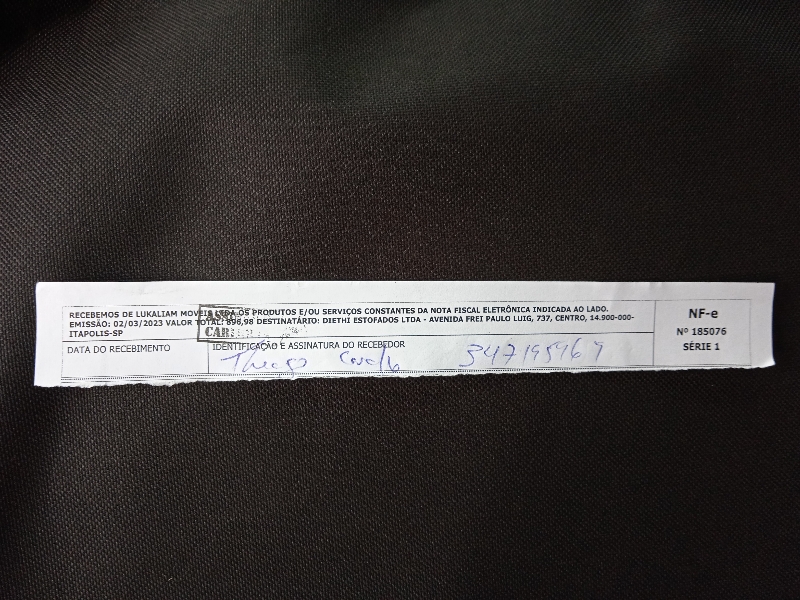 RECEBEMOS DE LUKALIAM MOVEIS LTDA OS PRODUTOS E/OU SERVIÇOS CONSTANTES DA NOTA FISCAL ELETRÔNICA INDICADA AO LADO.
EMISSÃO: 02/03/2023 VALOR TOTAL: 896,98 DESTINATÁRIO: DIETHI ESTOFADOS LTDA - AVENIDA FREI PAULO LUIG, 737, CENTRO, 14.900-000-
ITAPOLIS-SP
NF-e
Nº 185076
SÉRIE 1
DATA DO RECEBIMENTO
IDENTIFICAÇÃO E ASSINATURA DO RECEBEDOR